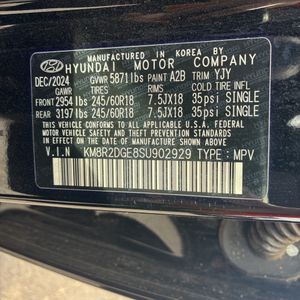 MANUFACTURED IN KOREA BY
HYUNDAI MOTOR COMPANY
DEC/2024 GVWR 5871lbs PAINT A2B TRIM YJY
GAWR TIRES RIMS COLD TIRE INF.
FRONT 2954lbs 245/60R18 7.5JX18 35psi SINGLE
REAR 3197lbs 245/60R18 7.5JX18 35psi SINGLE
THIS VEHICLE CONFORMS TO ALL APPLICABLE
U.S. FEDERAL MOTOR VEHICLE SAFETY AND THEFT
PREVENTION STANDARDS IN EFFECT ON THE DATE
OF MANUFACTURE SHOWN ABOVE.
V.I.N KM8R2DGE8SU902929 TYPE: MPV